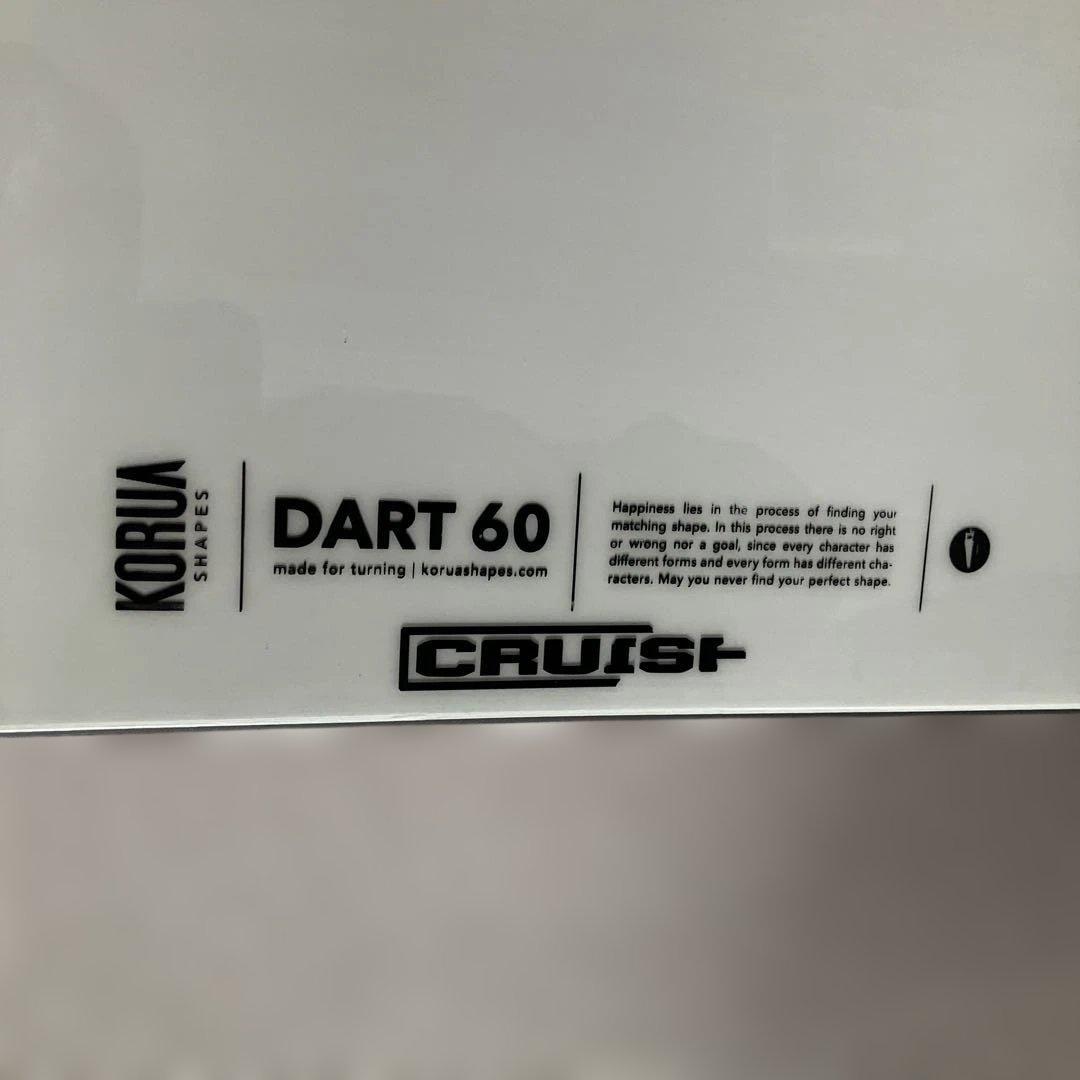 KORUA
SHAPES
DART 60
made for turning | koruashapes.com
Happiness lies in the process of finding your
matching shape. In this process there is no right
or wrong nor a goal, since every character has
different forms and every form has different cha-
racters. May you never find your perfect shape.